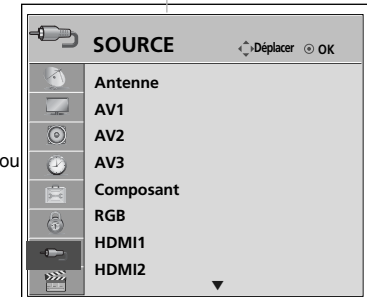 SOURCE
Déplacer OK
Antenne
AV1
AV2
ou
AV3
Composant
RGB
HDMI1
HDMI2